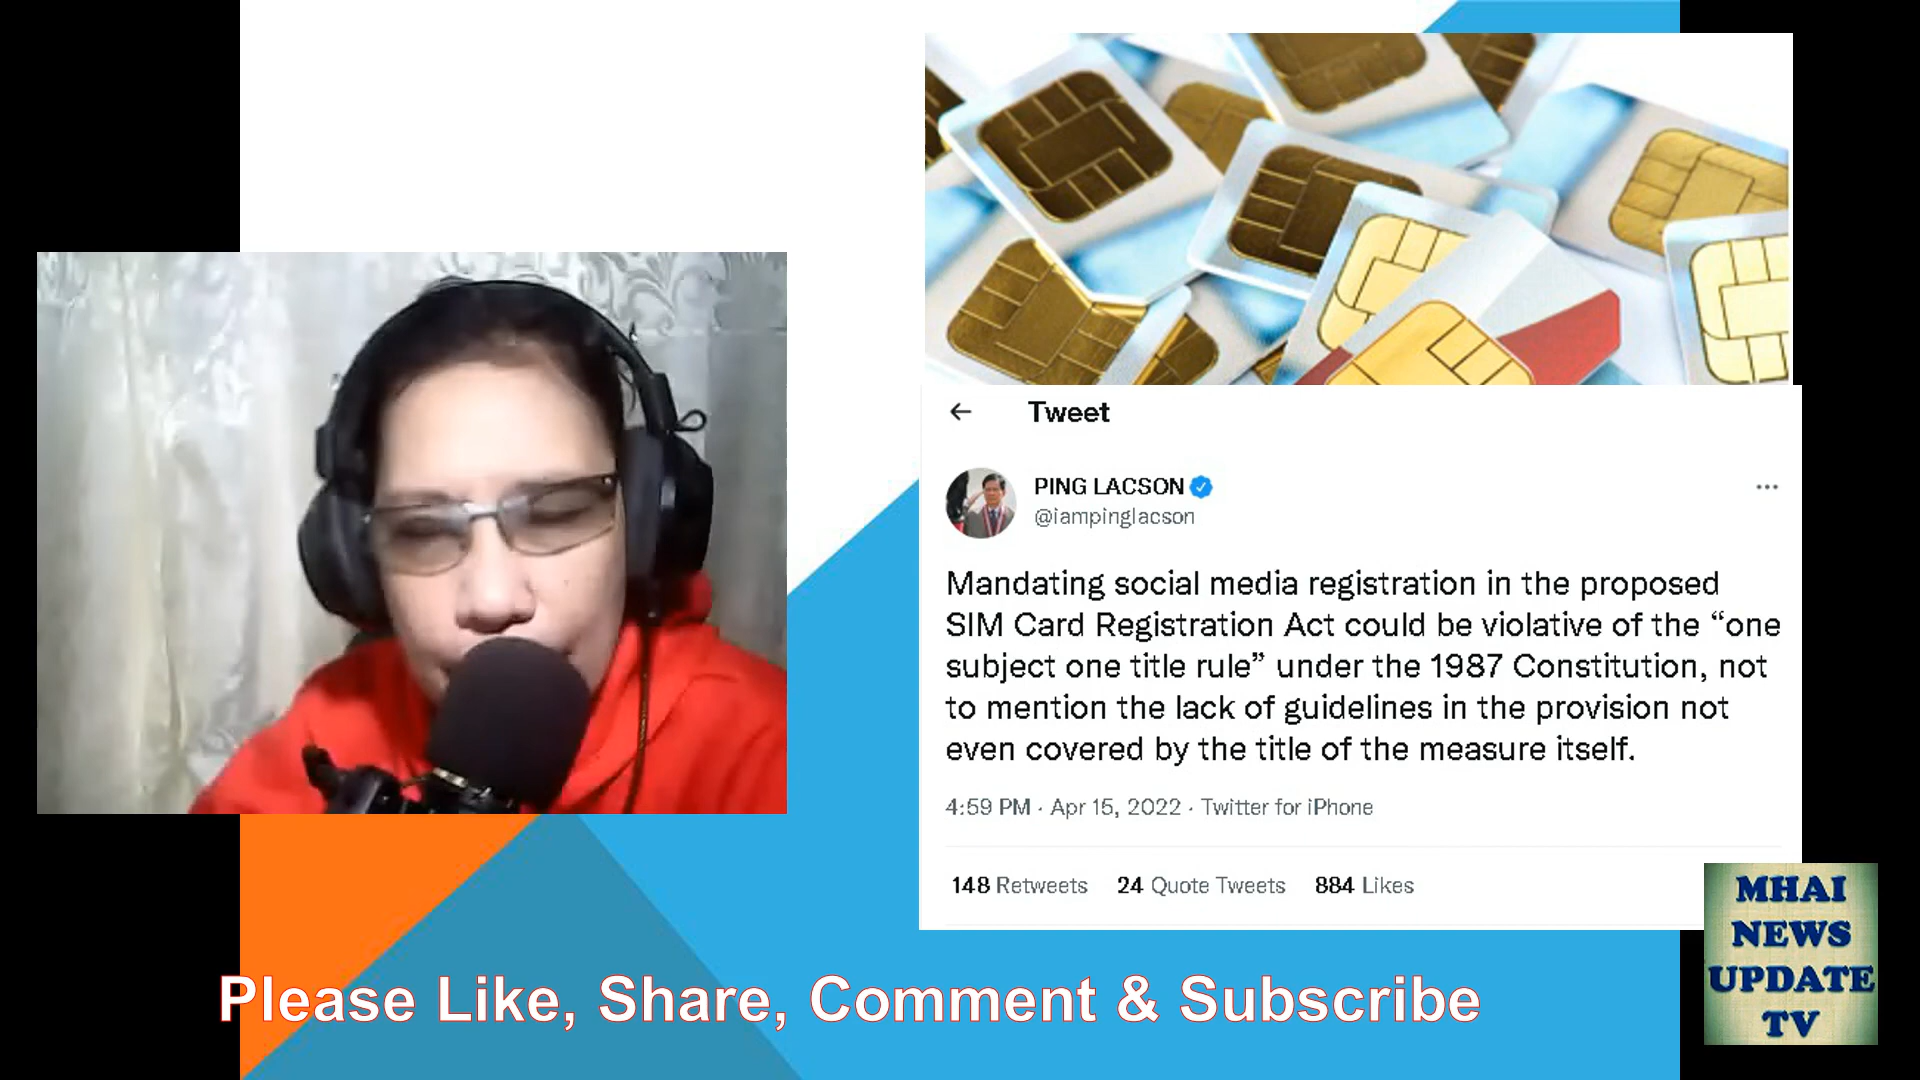 Tweet
PING LACSON
@iampinglacson
Mandating social media registration in the proposed
SIM Card Registration Act could be violative of the “one
subject one title rule” under the 1987 Constitution, not
to mention the lack of guidelines in the provision not
even covered by the title of the measure itself.
4:59 PM · Apr 15, 2022 · Twitter for iPhone
148 Retweets 24 Quote Tweets 884 Likes
MHAI
NEWS
UPDATE
TV
Please Like, Share, Comment & Subscribe